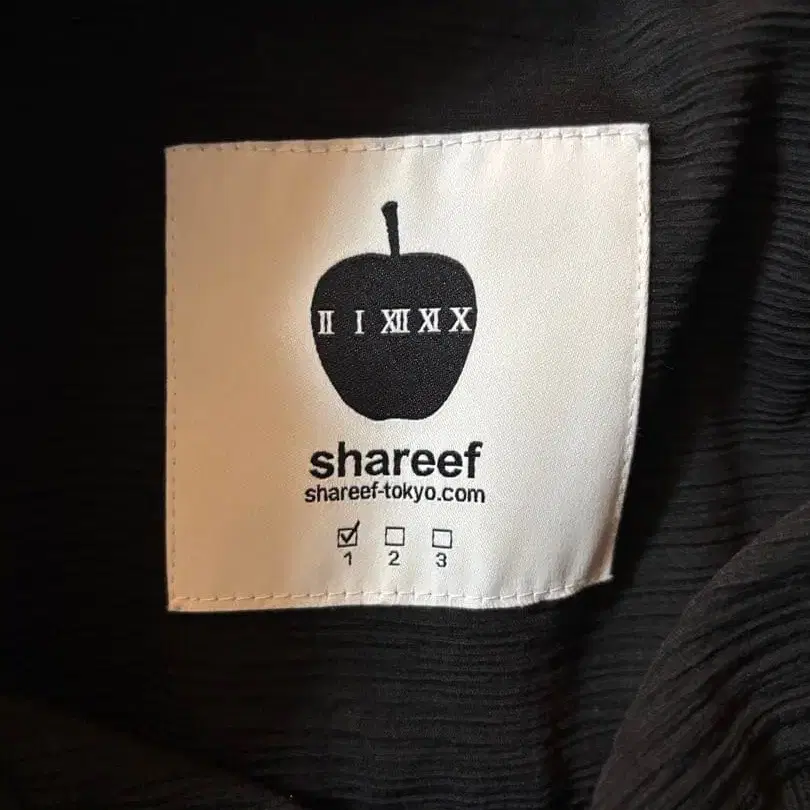 II I XII XI X
shareef
shareef-tokyo.com
☑ ☐ ☐
1 2 3